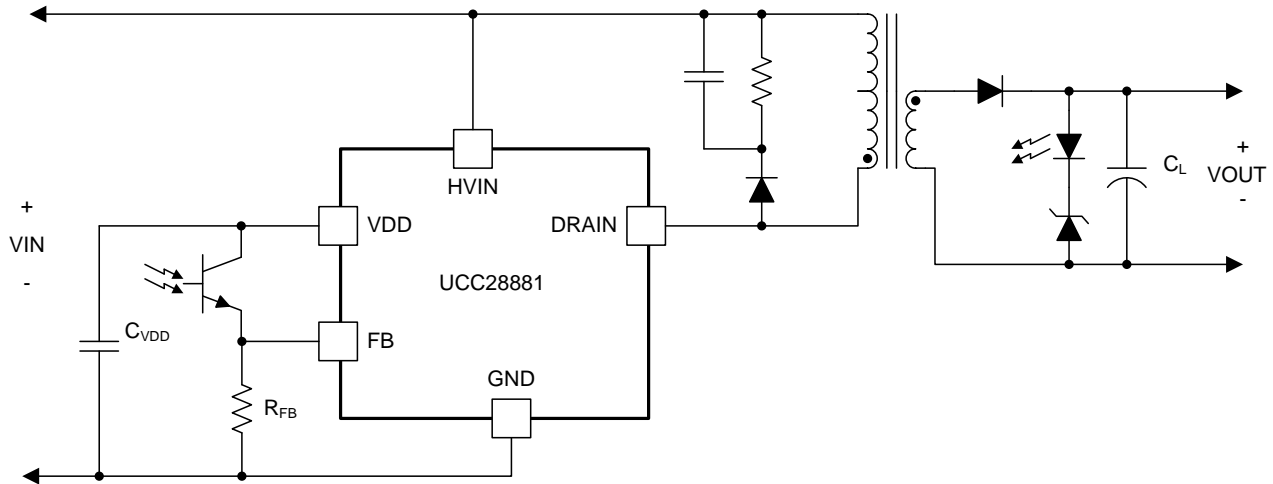 HVIN
+
VIN
-
VDD
DRAIN
UCC28881
CVDD
FB
GND
RFB
CL
+
VOUT
-